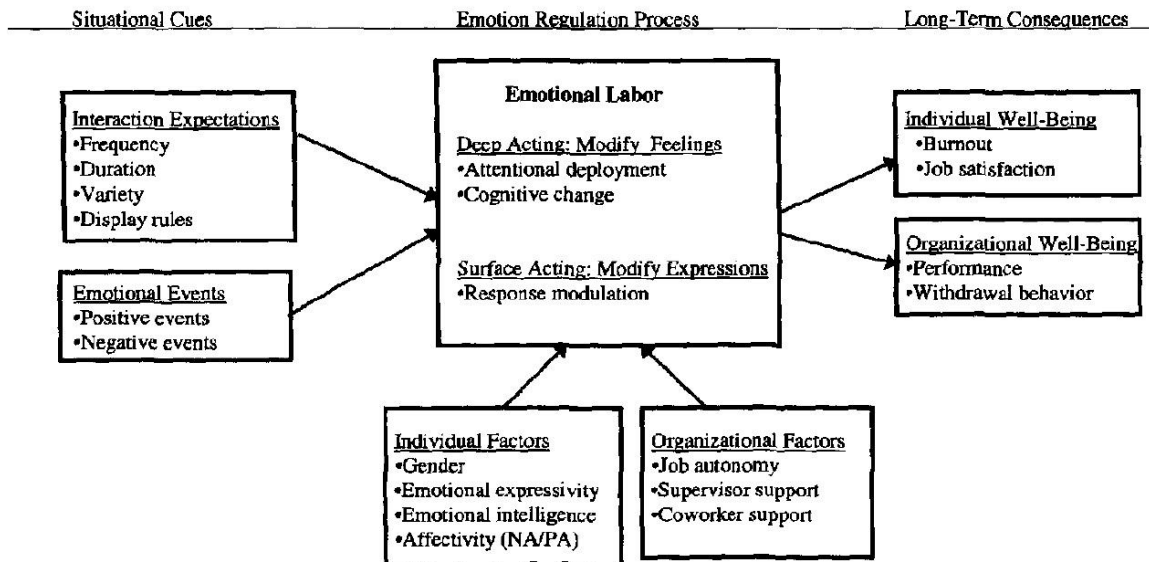 Situational Cues
Emotion Regulation Process
Long-Term Consequences
Interaction Expectations
•Frequency
•Duration
•Variety
•Display rules
Emotional Events
•Positive events
•Negative events
Emotional Labor
Deep Acting: Modify Feelings
•Attentional deployment
•Cognitive change
Surface Acting: Modify Expressions
•Response modulation
Individual Well-Being
•Burnout
•Job satisfaction
Organizational Well-Being
•Performance
•Withdrawal behavior
Individual Factors
•Gender
•Emotional expressivity
•Emotional intelligence
•Affectivity (NA/PA)
Organizational Factors
•Job autonomy
•Supervisor support
•Coworker support